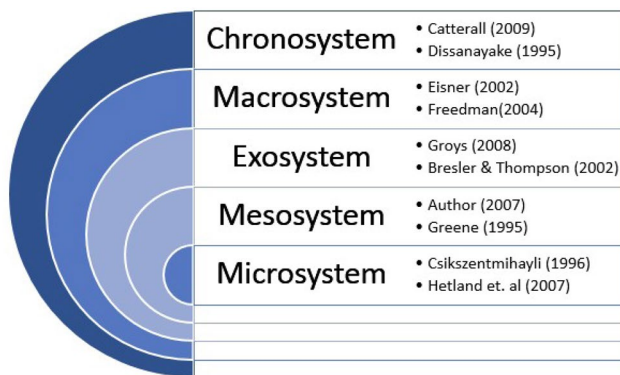 Chronosystem
• Catterall (2009)
• Dissanayake (1995)
Macrosystem
• Eisner (2002)
• Freedman(2004)
Exosystem
• Groys (2008)
• Bresler & Thompson (2002)
Mesosystem
• Author (2007)
• Greene (1995)
Microsystem
• Csikszentmihayli (1996)
• Hetland et. al (2007)